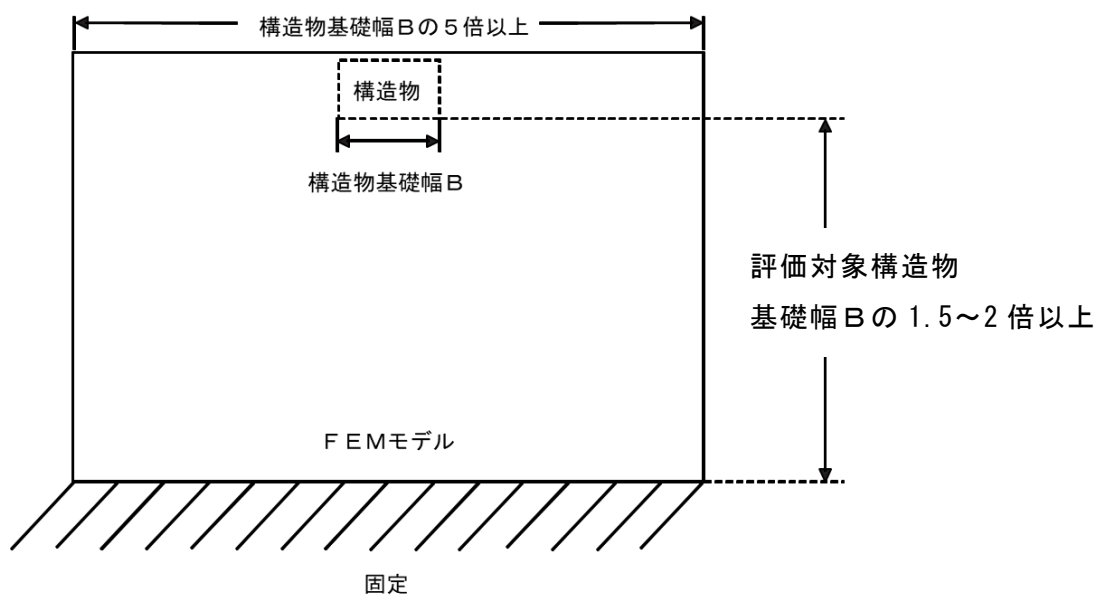 構造物基礎幅Bの5倍以上
構造物
構造物基礎幅B
評価対象構造物
基礎幅Bの1.5～2倍以上
FEMモデル
固定